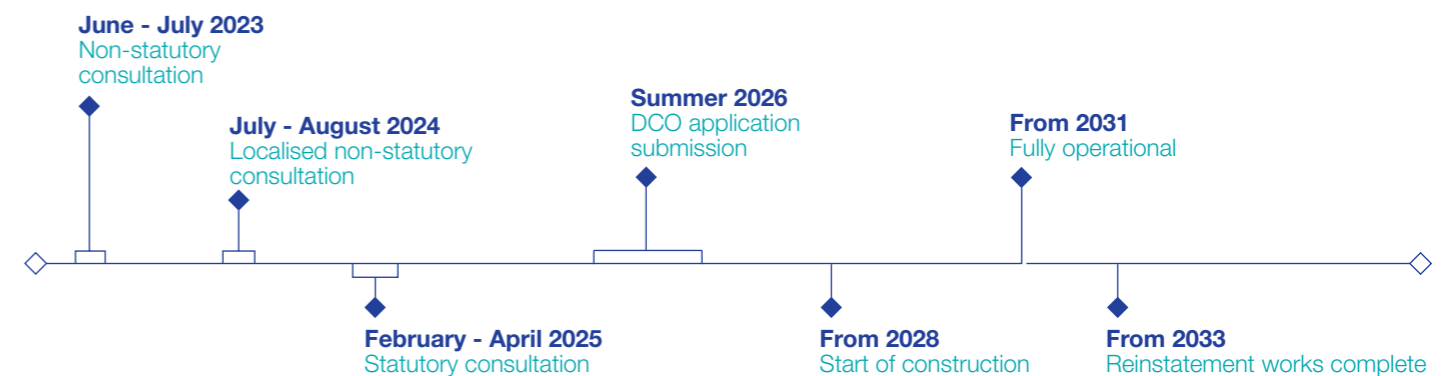 June - July 2023
Non-statutory
consultation
July - August 2024
Localised non-statutory
consultation
February - April 2025
Statutory consultation
Summer 2026
DCO application
submission
From 2028
Start of construction
From 2031
Fully operational
From 2033
Reinstatement works complete